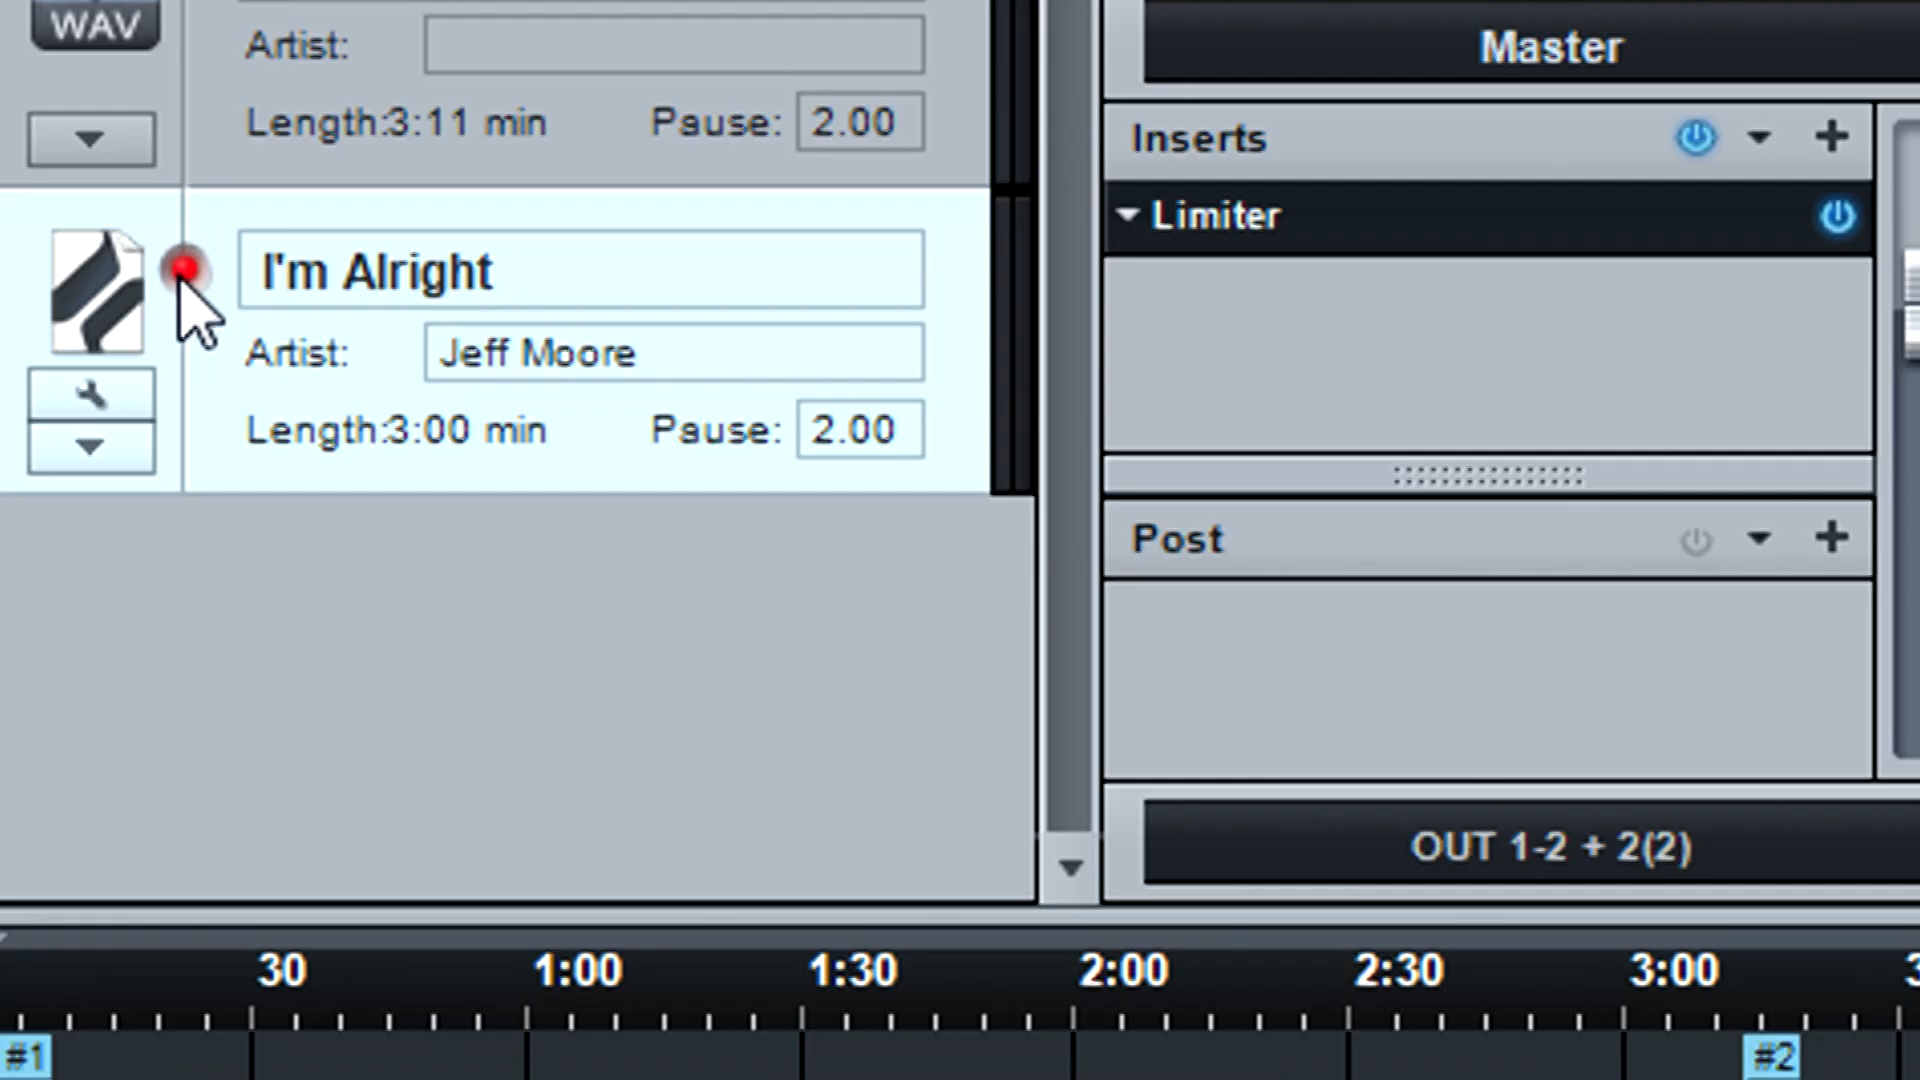 WAV
Artist:
Length:3:11 min Pause: 2.00
I'm Alright
Artist: Jeff Moore
Length:3:00 min Pause: 2.00
Master
Inserts
Limiter
Post
OUT 1-2 + 2(2)
30 1:00 1:30 2:00 2:30 3:00
#1 #2